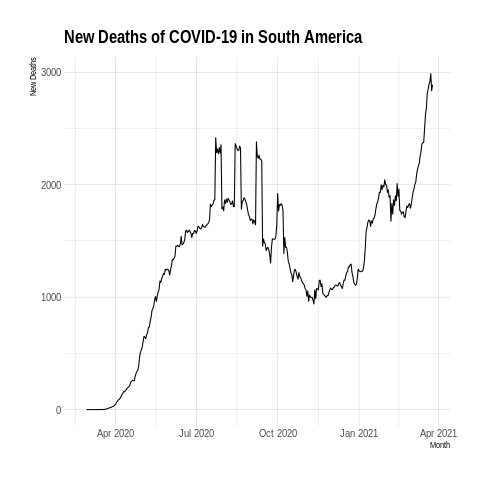 New Deaths of COVID-19 in South America
New Deaths
3000
2000
1000
0
Apr 2020
Jul 2020
Oct 2020
Jan 2021
Apr 2021
Month